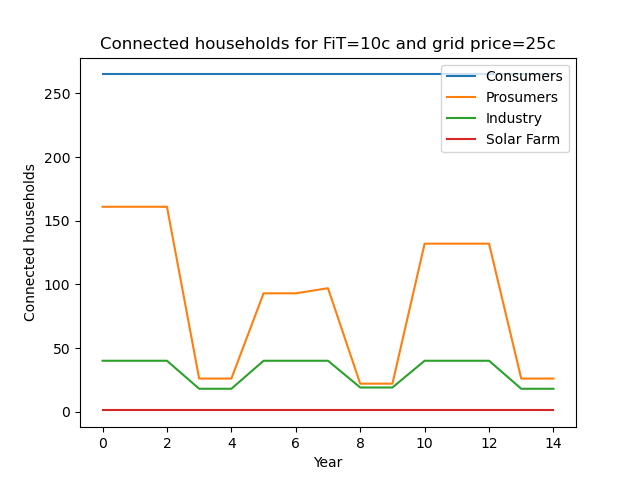 Connected households for FiT=10c and grid price=25c
Consumers
Prosumers
Industry
Solar Farm
Connected households
250
200
150
100
50
0
0 2 4 6 8 10 12 14
Year